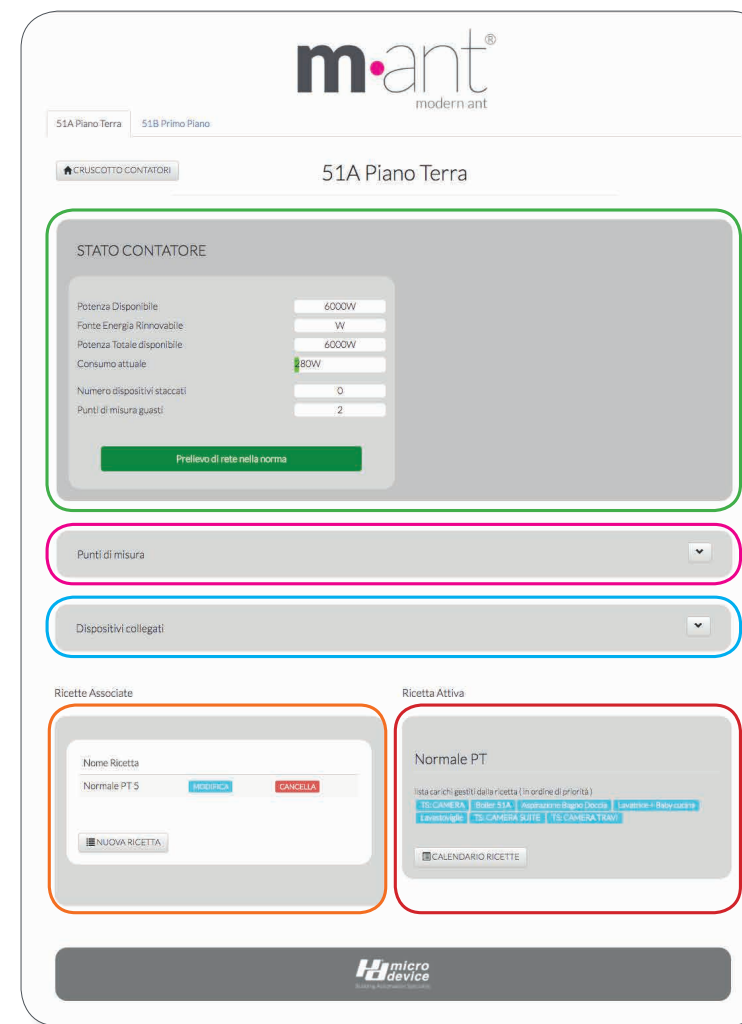 m·ant®
modern ant
51A Piano Terra 51B Primo Piano
CRUSCOTTO CONTATORI
51A Piano Terra
STATO CONTATORE
Potenza Disponibile 6000W
Fonte Energia Rinnovabile W
Potenza Totale disponibile 6000W
Consumo attuale 280W
Numero dispositivi staccati 0
Punti di misura guasti 2
Prelievo di rete nella norma
Punti di misura
Dispositivi collegati
Ricette Associate Ricetta Attiva
Nome Ricetta
Normale PT 5 MODIFICA CANCELLA
NUOVA RICETTA
Normale PT
lista carichi gestiti dalla ricetta ( in ordine di priorità )
TS: CAMERA Boiler 51A Aspirazione Bagno Doccia Lavatrice + Baby cucina
Lavastoviglie TS: CAMERA SUITE TS: CAMERA TRAVI
CALENDARIO RICETTE
micro
device
Building Automation Specialist